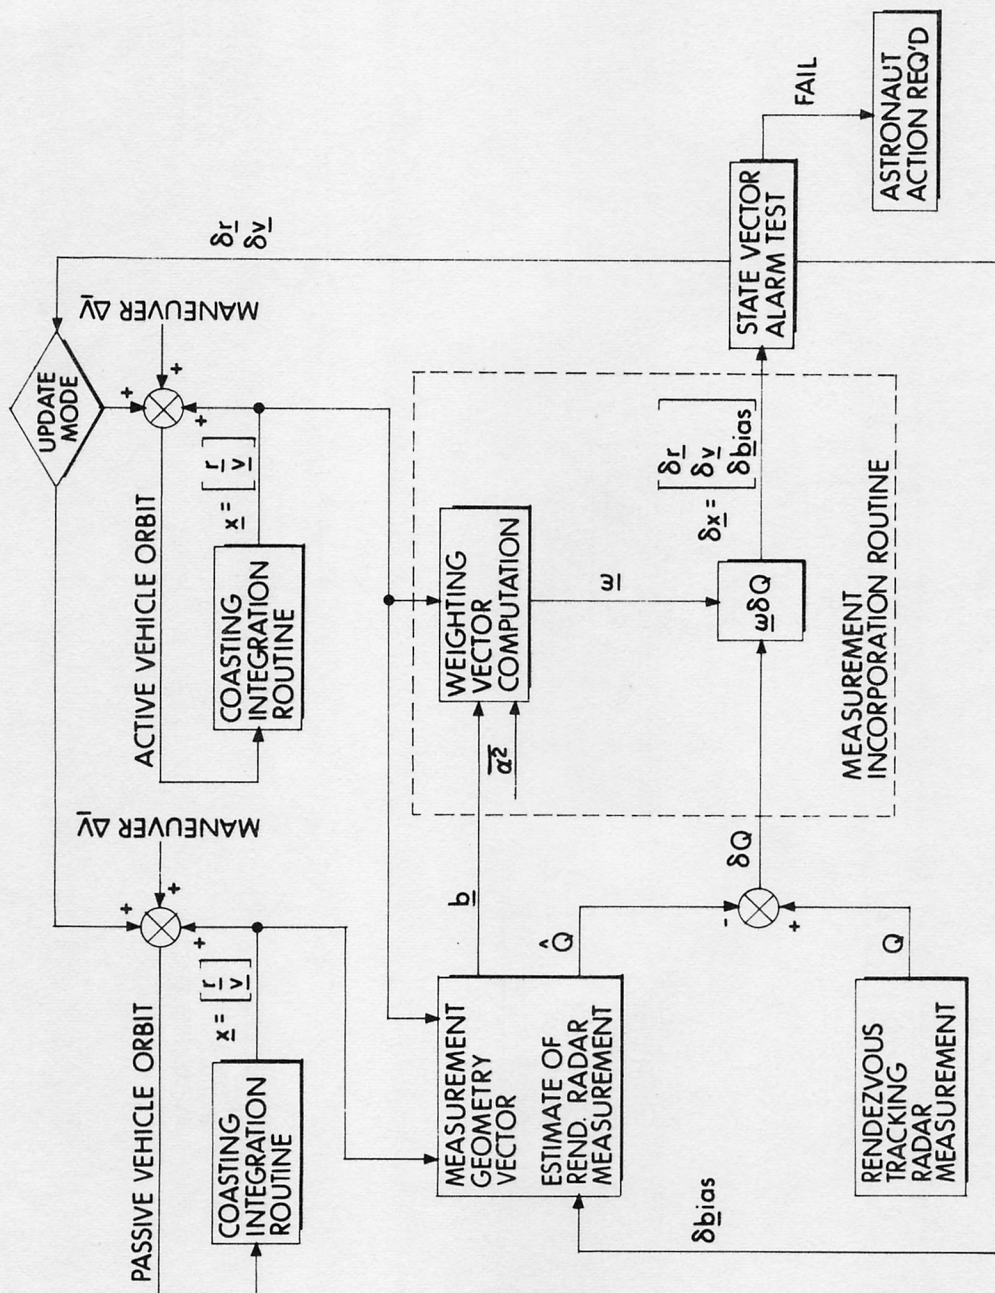 PASSIVE VEHICLE ORBIT
MANEUVER Δv̲
+
+
+
x̲ = [ r̲
v̲ ]
COASTING
INTEGRATION
ROUTINE
UPDATE
MODE
ACTIVE VEHICLE ORBIT
MANEUVER Δv̲
+
+
+
x̲ = [ r̲
v̲ ]
COASTING
INTEGRATION
ROUTINE
δr̲
δv̲
MEASUREMENT
GEOMETRY
VECTOR
ESTIMATE OF
REND. RADAR
MEASUREMENT
δbias
b̲
Q̂
RENDEZVOUS
TRACKING
RADAR
MEASUREMENT
Q
-
+
δQ
α̅²
WEIGHTING
VECTOR
COMPUTATION
ω̲
ω̲δQ
δx̲ = [ δr̲
δv̲
δbias ]
MEASUREMENT
INCORPORATION ROUTINE
STATE VECTOR
ALARM TEST
FAIL
ASTRONAUT
ACTION REQ'D